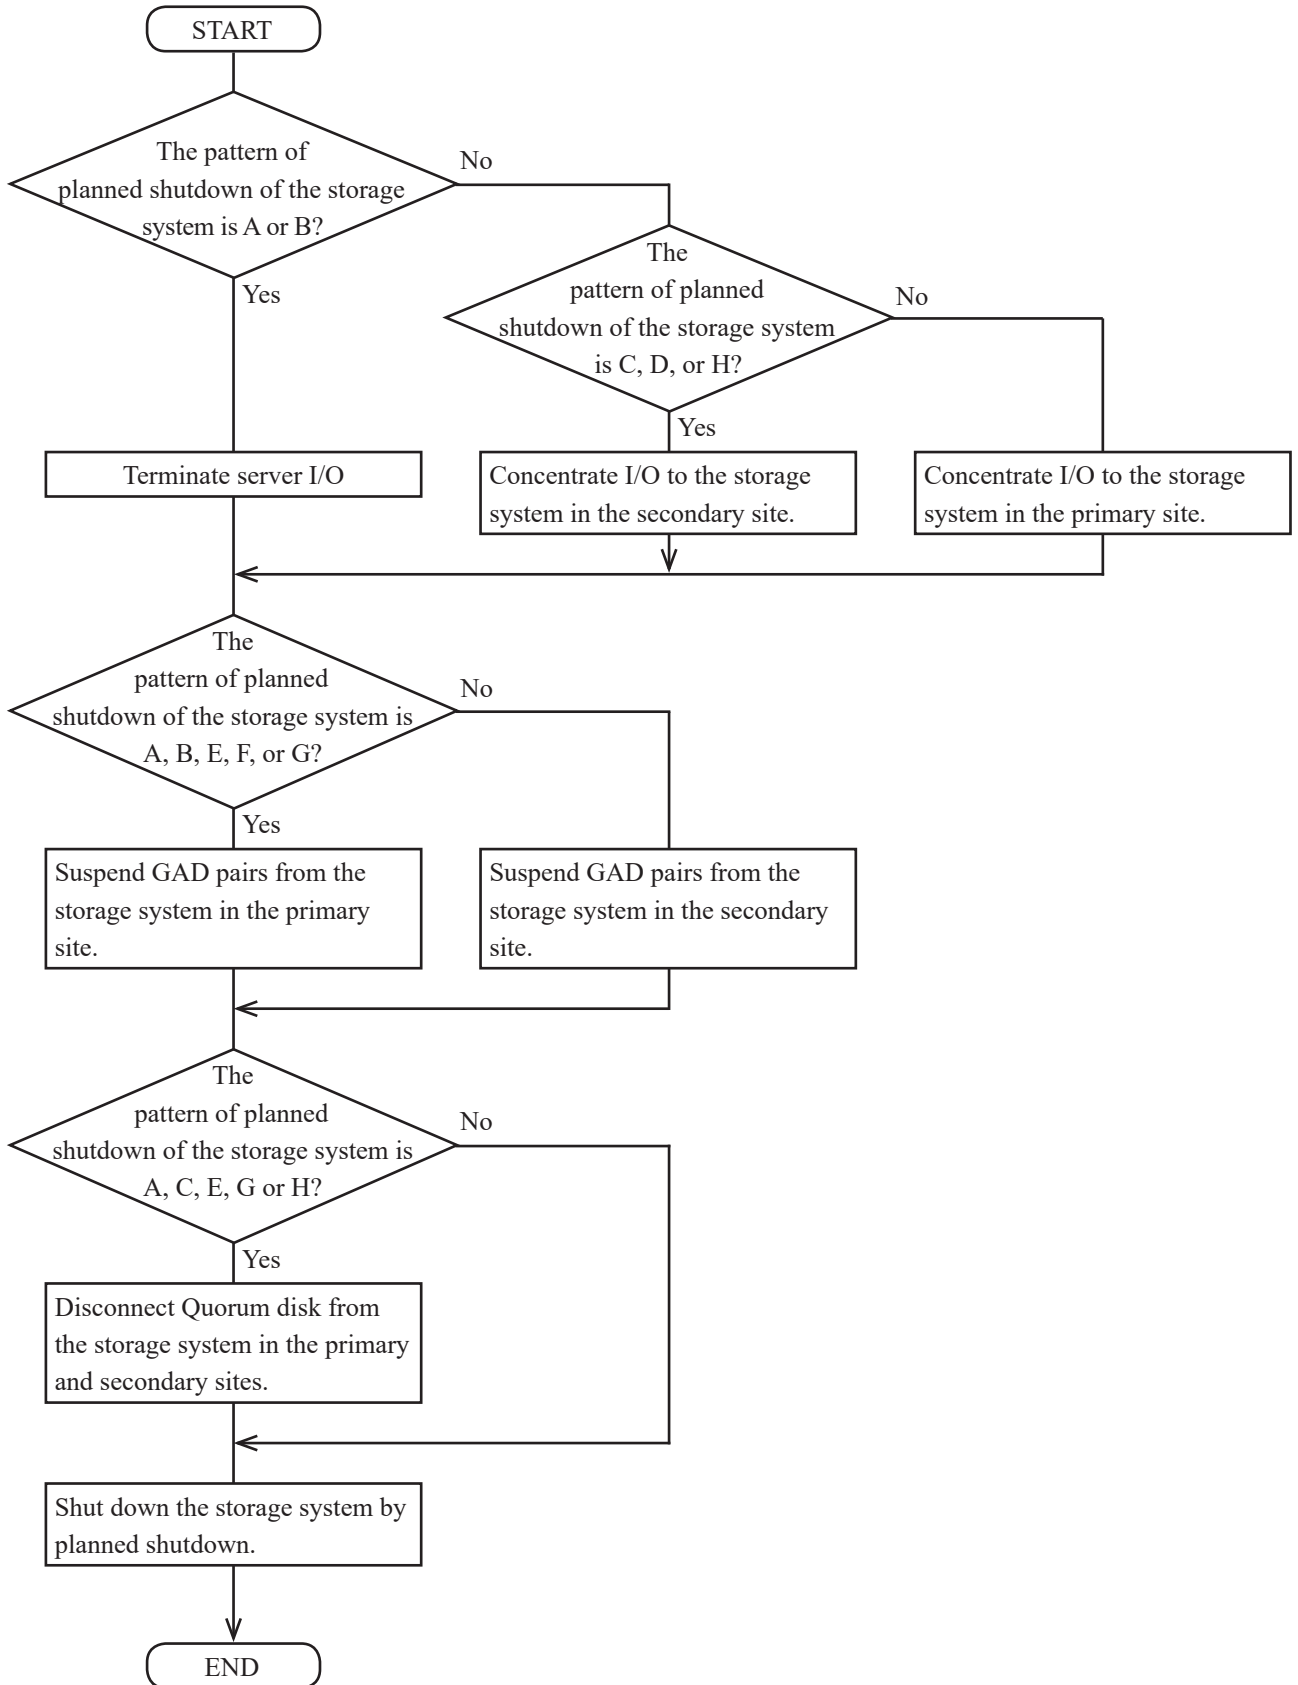 START
The pattern of
planned shutdown of the storage
system is A or B?
No
Yes
The
pattern of planned
shutdown of the storage system
is C, D, or H?
No
Yes
Terminate server I/O
Concentrate I/O to the storage
system in the secondary site.
Concentrate I/O to the storage
system in the primary site.
The
pattern of planned
shutdown of the storage system is
A, B, E, F, or G?
No
Yes
Suspend GAD pairs from the
storage system in the primary
site.
Suspend GAD pairs from the
storage system in the secondary
site.
The
pattern of planned
shutdown of the storage system is
A, C, E, G or H?
No
Yes
Disconnect Quorum disk from
the storage system in the primary
and secondary sites.
Shut down the storage system by
planned shutdown.
END